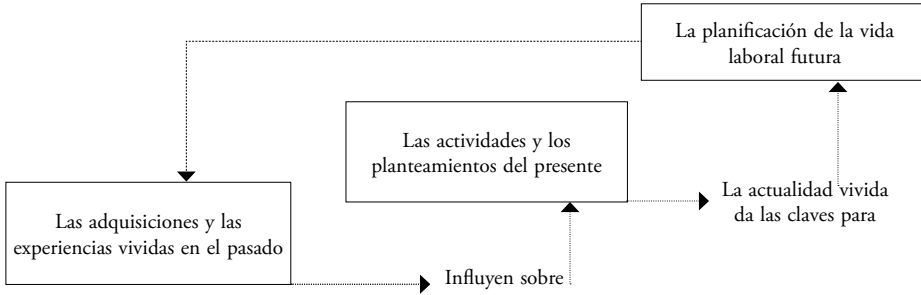 La planificación de la vida
laboral futura
Las actividades y los
planteamientos del presente
La actualidad vivida
da las claves para
Las adquisiciones y las
experiencias vividas en el pasado
Influyen sobre